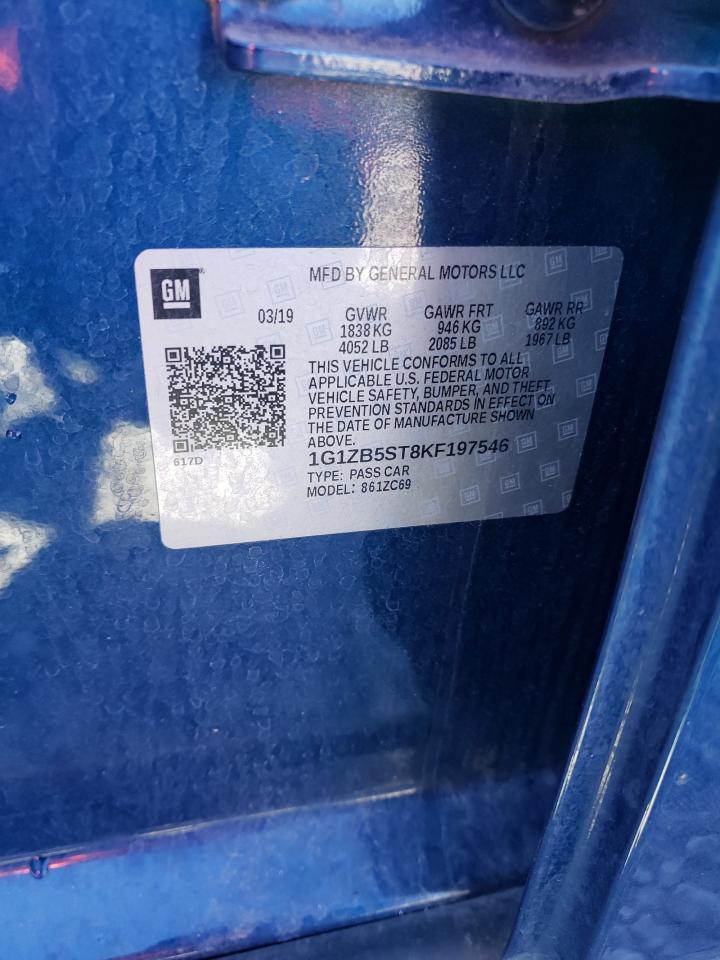 GM
MFD BY GENERAL MOTORS LLC
03/19 GVWR GAWR FRT GAWR RR
1838 KG 946 KG 892 KG
4052 LB 2085 LB 1967 LB
THIS VEHICLE CONFORMS TO ALL
APPLICABLE U.S. FEDERAL MOTOR
VEHICLE SAFETY, BUMPER, AND THEFT
PREVENTION STANDARDS IN EFFECT ON
THE DATE OF MANUFACTURE SHOWN
ABOVE.
617D
1G1ZB5ST8KF197546
TYPE: PASS CAR
MODEL: 861ZC69